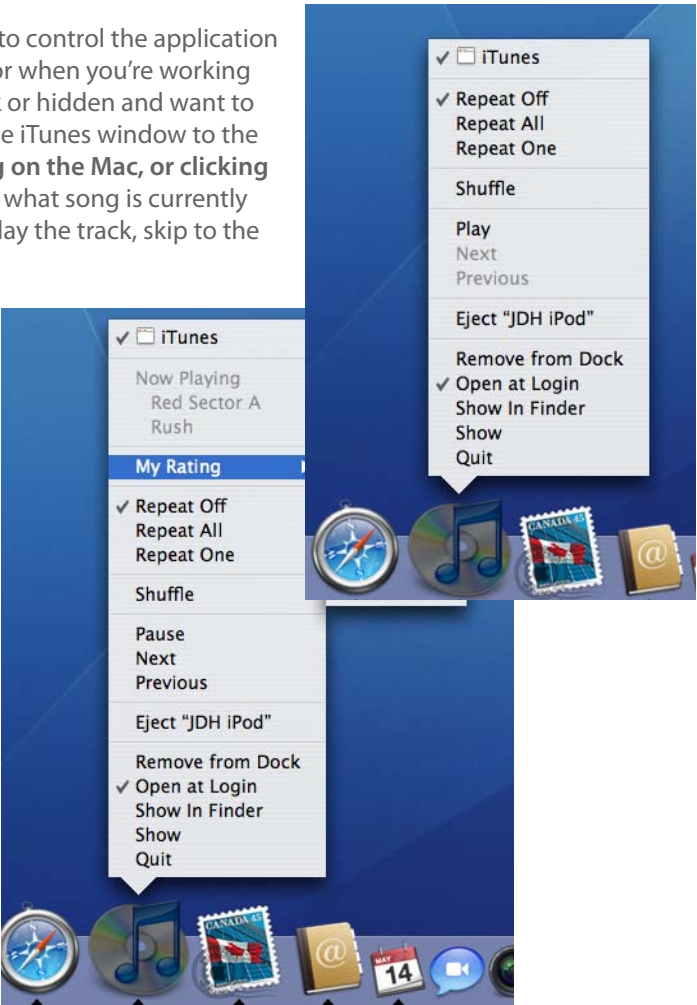 to control the application
or when you're working
or hidden and want to
e iTunes window to the
on the Mac, or clicking
what song is currently
lay the track, skip to the
iTunes
Repeat Off
Repeat All
Repeat One
Shuffle
Play
Next
Previous
Eject “JDH iPod”
Remove from Dock
Open at Login
Show In Finder
Show
Quit
CANADA 45
@
iTunes
Now Playing
Red Sector A
Rush
My Rating
Repeat Off
Repeat All
Repeat One
Shuffle
Pause
Next
Previous
Eject “JDH iPod”
Remove from Dock
Open at Login
Show In Finder
Show
Quit
CANADA 45
@
MAY
14